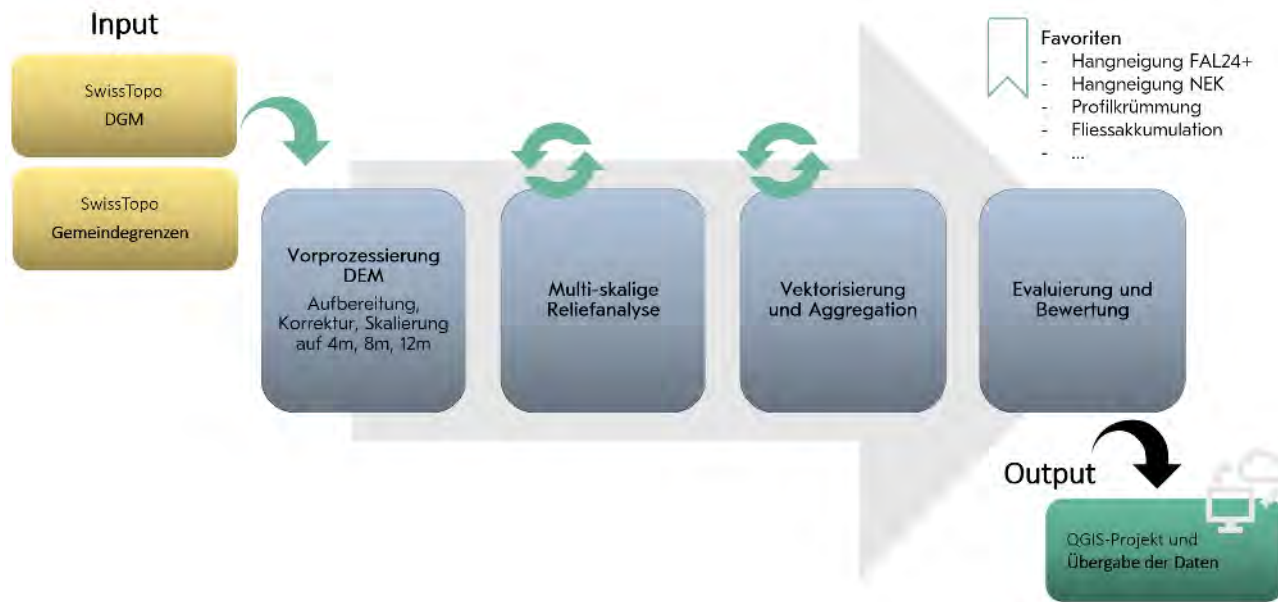 Input
SwissTopo
DGM
SwissTopo
Gemeindegrenzen
Vorprozessierung
DEM
Aufbereitung,
Korrektur, Skalierung
auf 4m, 8m, 12m
Multi-skalige
Reliefanalyse
Vektorisierung
und Aggregation
Evaluierung und
Bewertung
Favoriten
- Hangneigung FAL24+
- Hangneigung NEK
- Profilkrümmung
- Fliessakkumulation
- ...
Output
QGIS-Projekt und
Übergabe der Daten